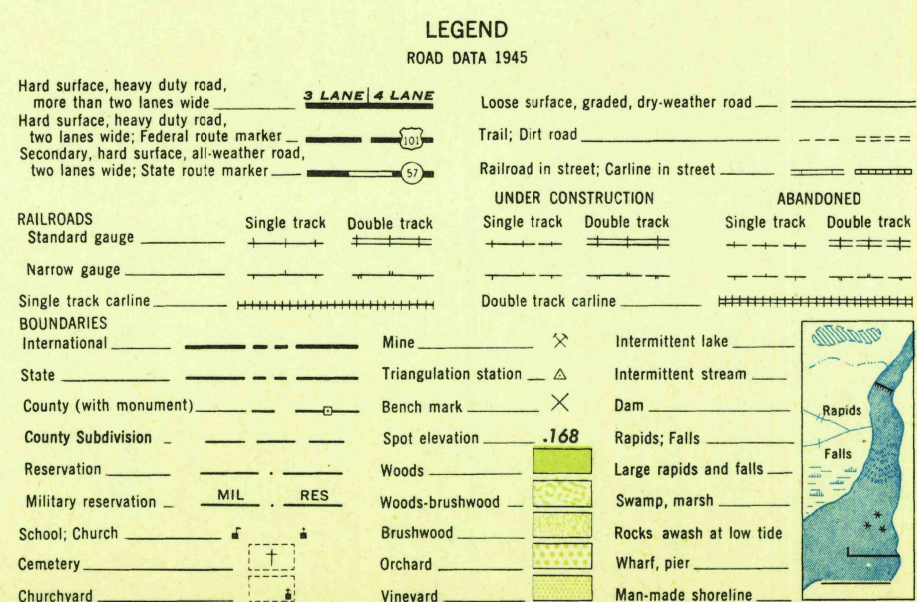 LEGEND
ROAD DATA 1945
Hard surface, heavy duty road,
more than two lanes wide
3 LANE 4 LANE
Hard surface, heavy duty road,
two lanes wide; Federal route marker
101
Secondary, hard surface, all-weather road,
two lanes wide; State route marker
57
Loose surface, graded, dry-weather road
Trail; Dirt road
Railroad in street; Carline in street
UNDER CONSTRUCTION
ABANDONED
RAILROADS
Single track Double track
Single track Double track
Single track Double track
Standard gauge
Narrow gauge
Single track carline
Double track carline
BOUNDARIES
International
State
County (with monument)
County Subdivision
Reservation
Military reservation
MIL RES
School; Church
Cemetery
Churchyard
Mine
Triangulation station
Bench mark
Spot elevation .168
Woods
Woods-brushwood
Brushwood
Orchard
Vineyard
Intermittent lake
Intermittent stream
Dam
Rapids; Falls
Large rapids and falls
Swamp, marsh
Rocks awash at low tide
Wharf, pier
Man-made shoreline
Rapids
Falls